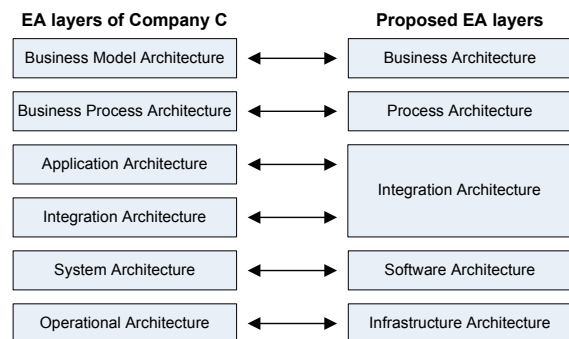 EA layers of Company C
Proposed EA layers
Business Model Architecture
Business Architecture
Business Process Architecture
Process Architecture
Application Architecture
Integration Architecture
Integration Architecture
System Architecture
Software Architecture
Operational Architecture
Infrastructure Architecture